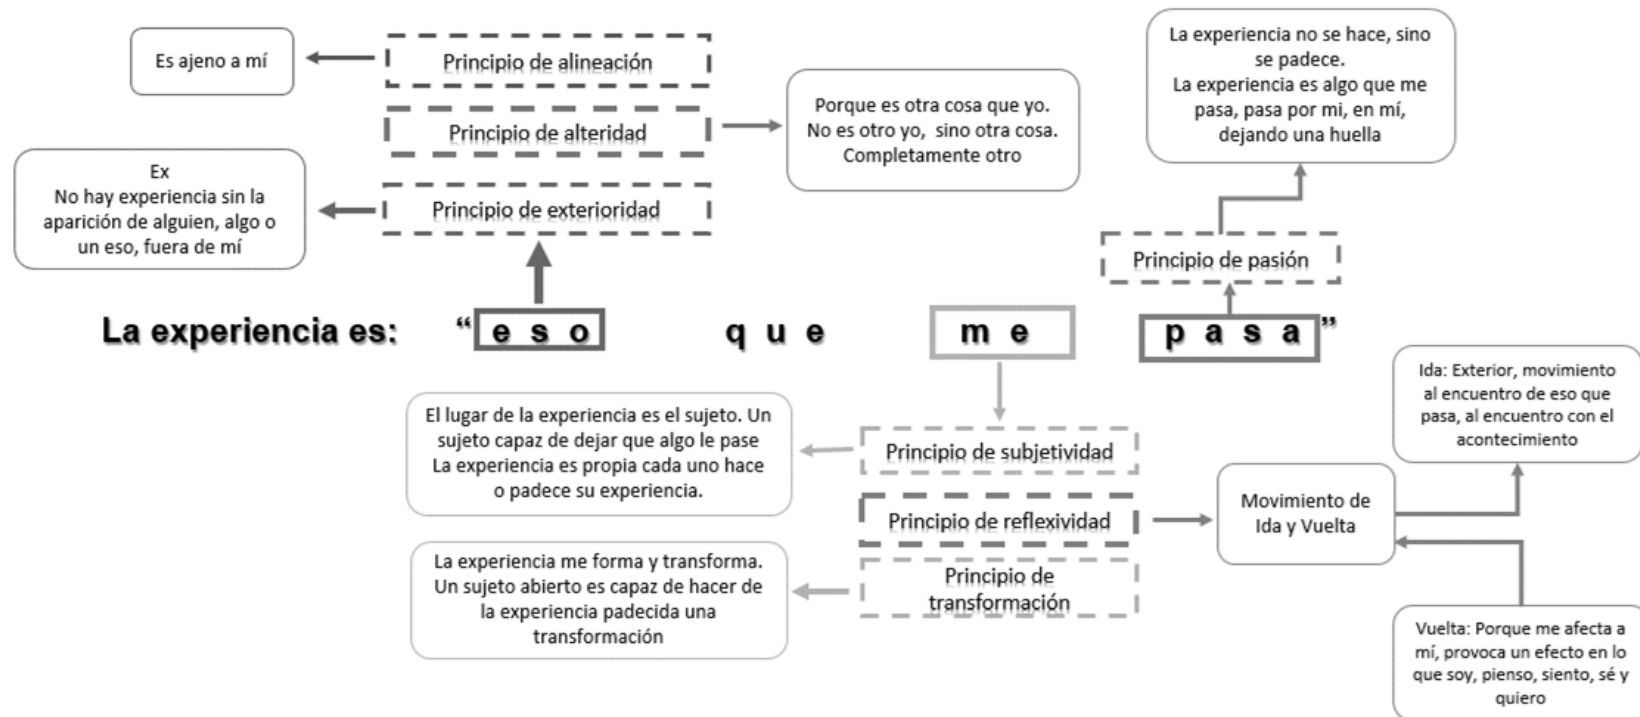 Es ajeno a mí
Principio de alineación
Principio de alteridad
Porque es otra cosa que yo.
No es otro yo, sino otra cosa.
Completamente otro
Ex
No hay experiencia sin la
aparición de alguien, algo o
un eso, fuera de mí
Principio de exterioridad
La experiencia no se hace, sino
se padece.
La experiencia es algo que me
pasa, pasa por mi, en mí,
dejando una huella
Principio de pasión
La experiencia es: “eso que me pasa”
El lugar de la experiencia es el sujeto. Un
sujeto capaz de dejar que algo le pase
La experiencia es propia cada uno hace
o padece su experiencia.
Principio de subjetividad
Principio de reflexividad
Movimiento de
Ida y Vuelta
Ida: Exterior, movimiento
al encuentro de eso que
pasa, al encuentro con el
acontecimiento
Vuelta: Porque me afecta a
mí, provoca un efecto en lo
que soy, pienso, siento, sé y
quiero
La experiencia me forma y transforma.
Un sujeto abierto es capaz de hacer de
la experiencia padecida una
transformación
Principio de
transformación